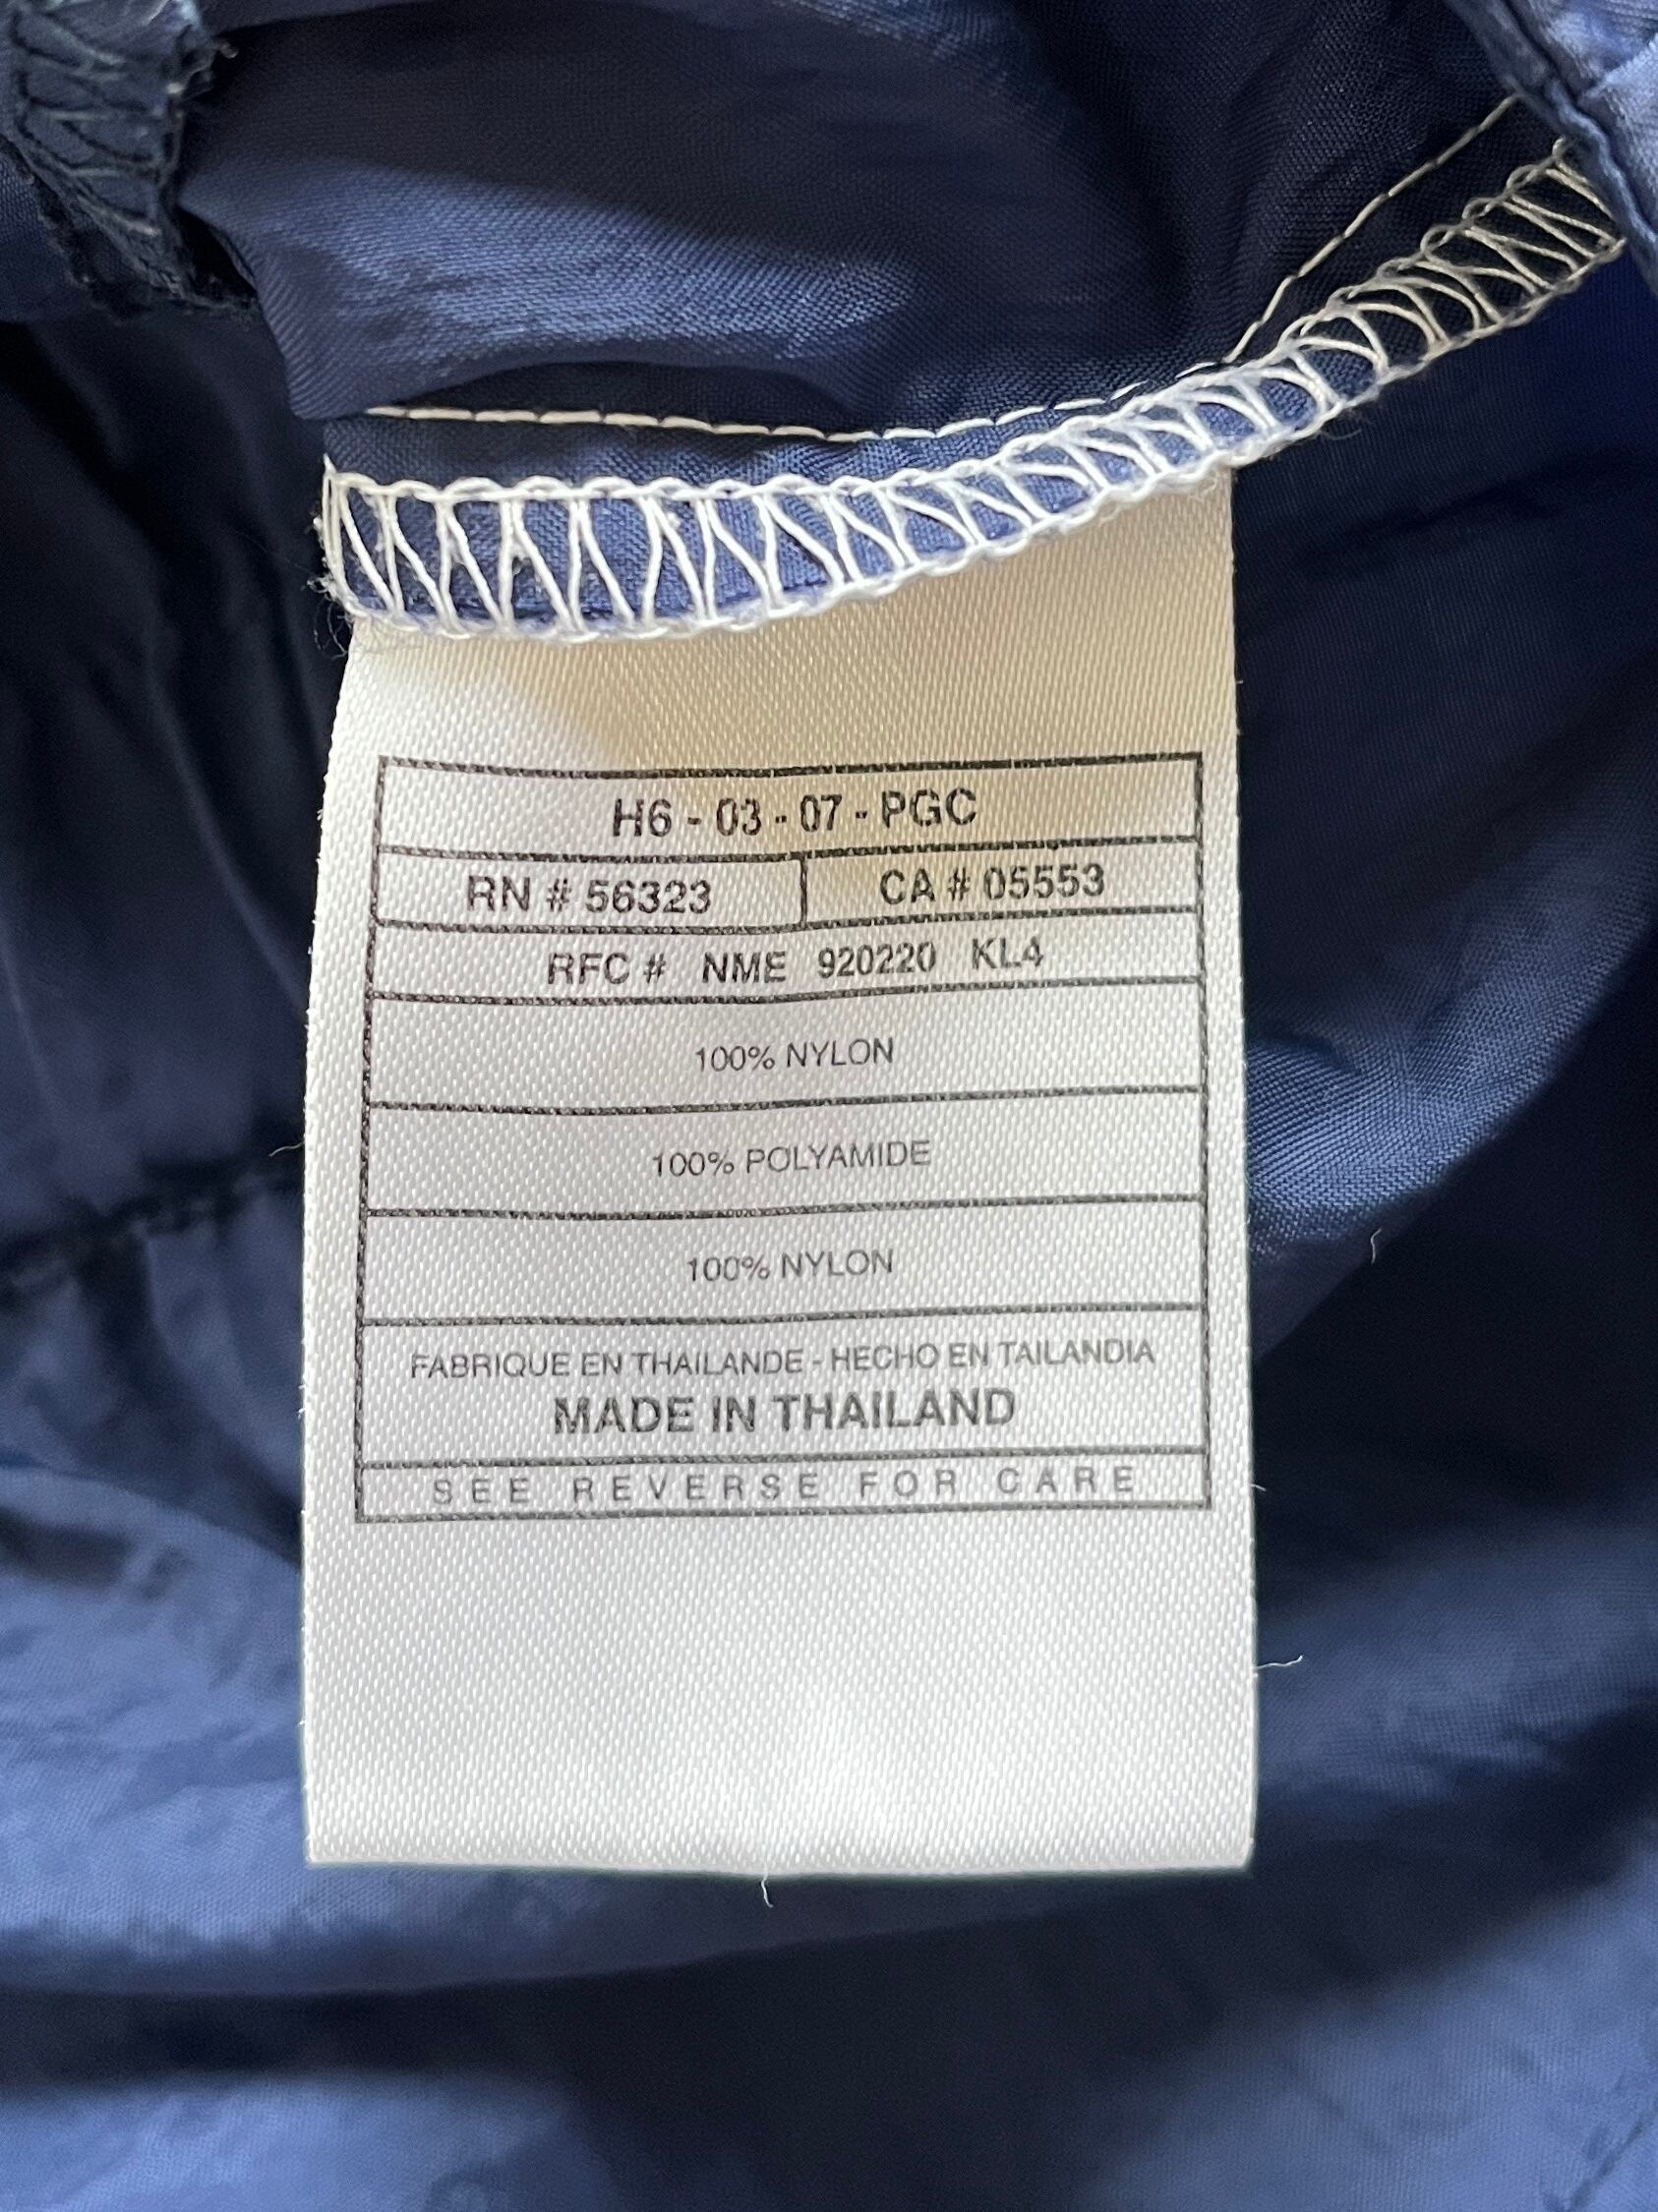 H6 - 03 - 07 - PGC
RN # 56323
CA # 05553
RFC # NME 920220 KL4
100% NYLON
100% POLYAMIDE
100% NYLON
FABRIQUE EN THAILANDE - HECHO EN TAILANDIA
MADE IN THAILAND
SEE REVERSE FOR CARE